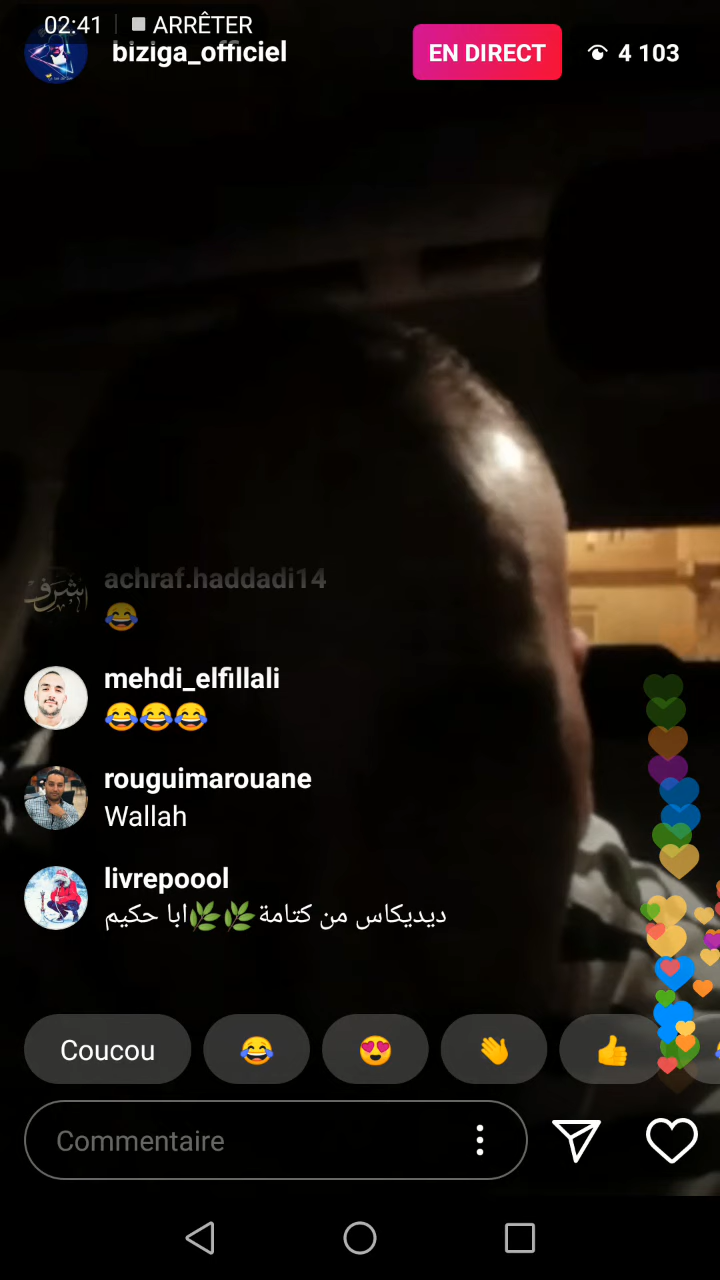 02:41 ARRÊTER
biziga_officiel
EN DIRECT
4 103
achraf.haddadi14
😂
mehdi_elfillali
😂😂😂
rouguimarouane
Wallah
livrepoool
ديديكاس من كتامة🌿🌿ابا حكيم
Coucou 😂 😍 👋 👍
Commentaire